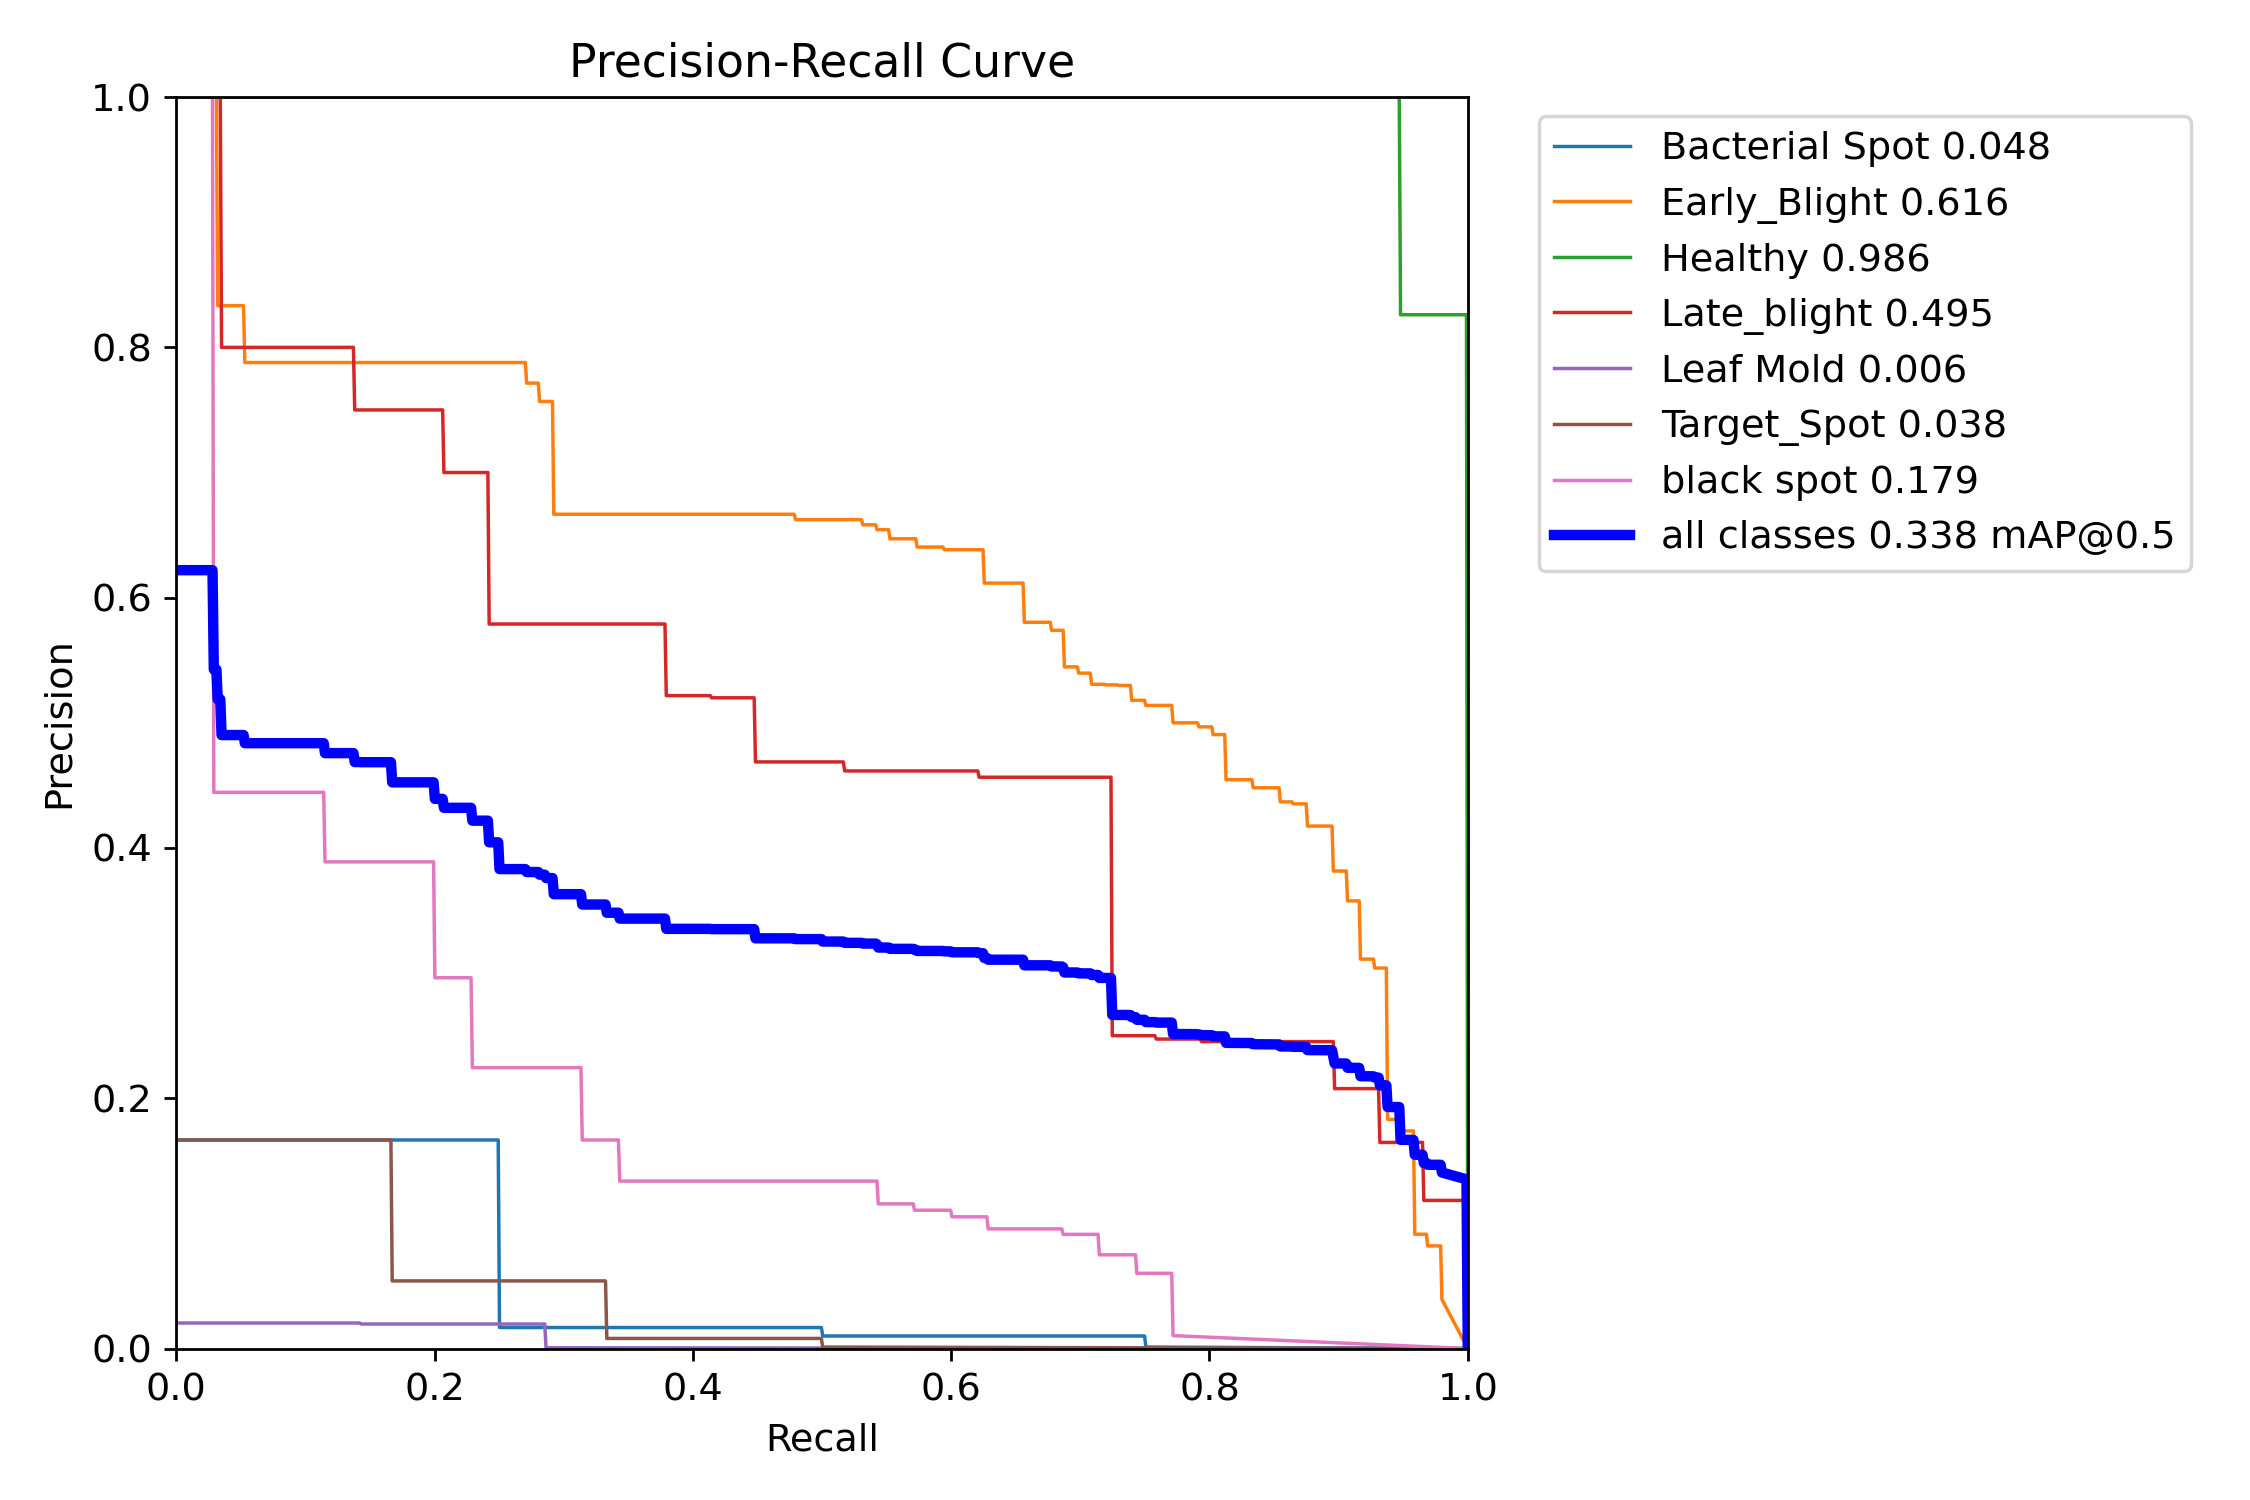 Precision-Recall Curve
1.0
0.8
0.6
0.4
0.2
0.0
Precision
0.0 0.2 0.4 0.6 0.8 1.0
Recall
Bacterial Spot 0.048
Early_Blight 0.616
Healthy 0.986
Late_blight 0.495
Leaf Mold 0.006
Target_Spot 0.038
black spot 0.179
all classes 0.338 mAP@0.5